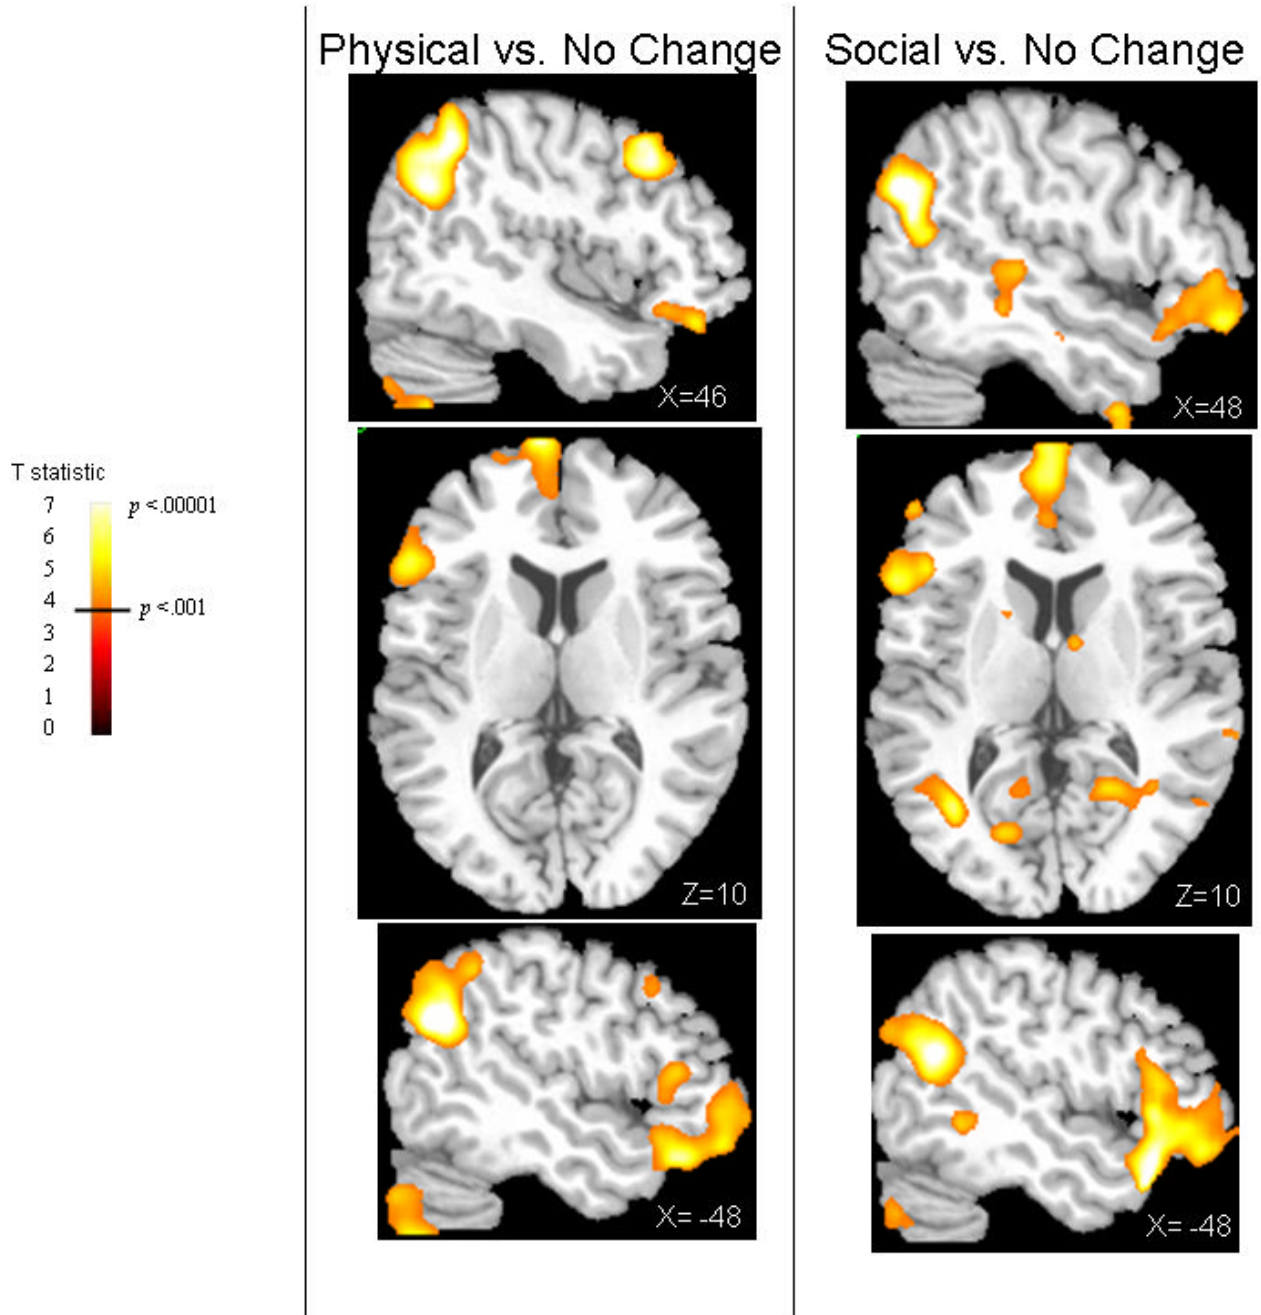 Physical vs. No Change
Social vs. No Change
X=46
X=48
T statistic
7
p <.00001
6
5
4
p <.001
3
2
1
0
Z=10
Z=10
X= -48
X= -48